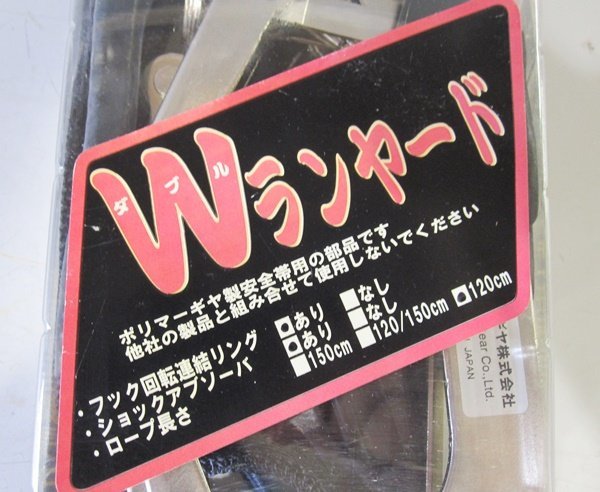 ダブル
Wランヤード
ポリマーギヤ製安全帯用の部品です
他社の製品と組み合せて使用しないでください
・フック回転連結リング ■あり □なし
・ショックアブソーバ ■あり □なし
・ロープ長さ □150cm □120/150cm ■120cm
ギヤ株式会社
ear Co.,Ltd.
JAPAN